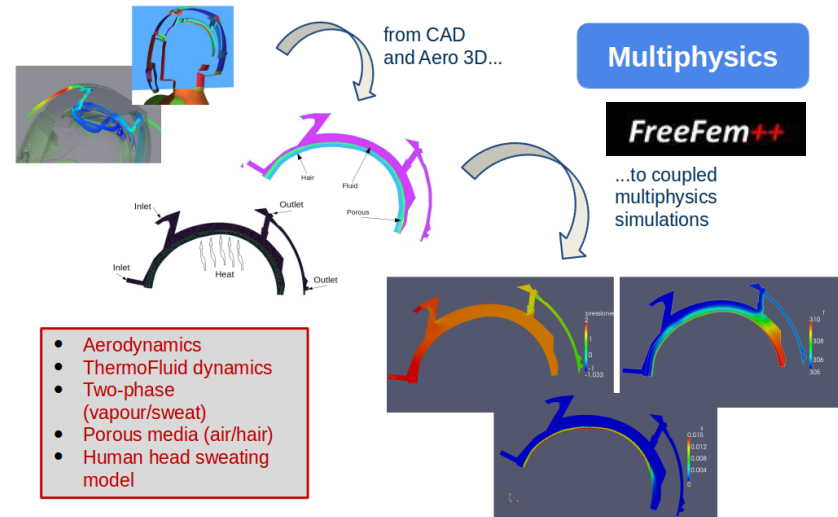 from CAD
and Aero 3D...
Multiphysics
FreeFem++
...to coupled
multiphysics
simulations
Hair
Fluid
Porous
Inlet
Outlet
Inlet
Heat
Outlet
pressione
2
1
0
-1
-1.033
T
310
308
306
305
s
0.015
0.012
0.008
0.004
0
• Aerodynamics
• ThermoFluid dynamics
• Two-phase
(vapour/sweat)
• Porous media (air/hair)
• Human head sweating
model